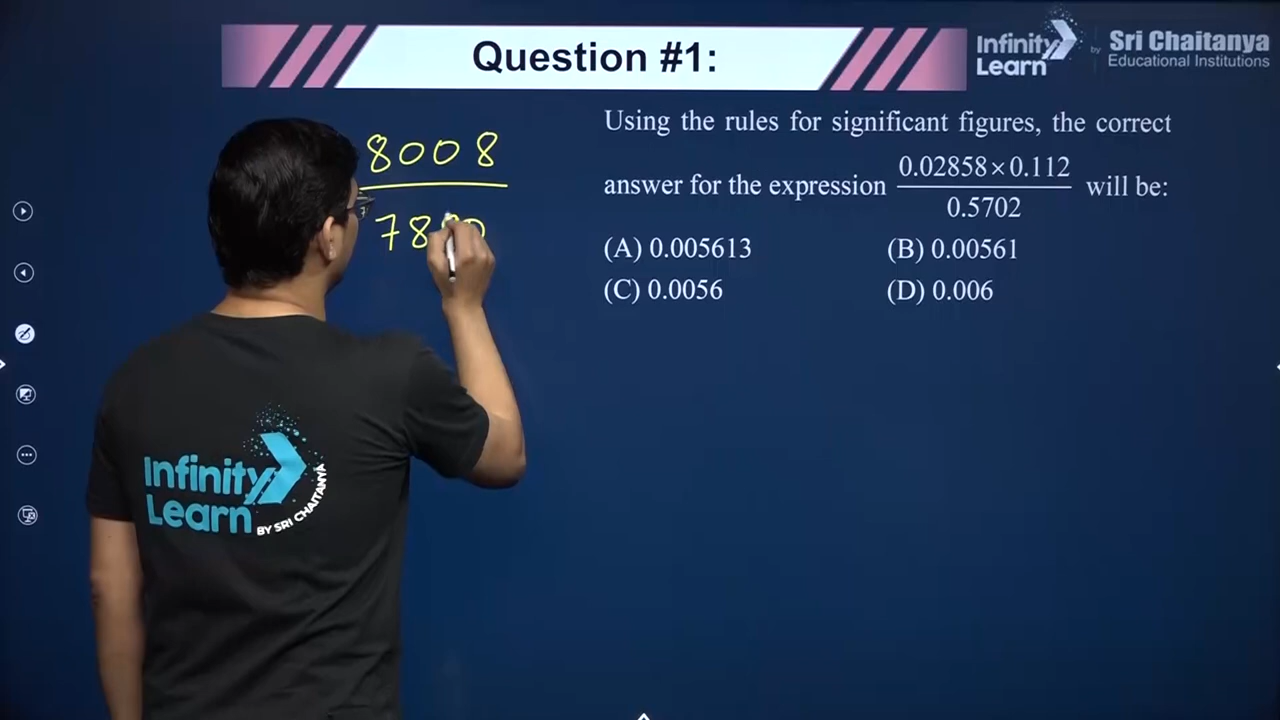 Question #1:
Infinity
Learn
by
Sri Chaitanya
Educational Institutions
8008
Using the rules for significant figures, the correct
answer for the expression 0.02858×0.112 / 0.5702 will be:
(A) 0.005613 (B) 0.00561
(C) 0.0056 (D) 0.006
Infinity
Learn
BY SRI CHAITANYA